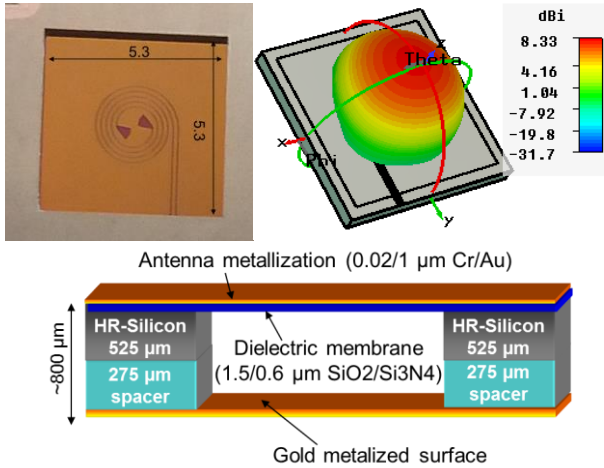 5.3
5.3
dBi
8.33
4.16
1.04
-7.92
-19.8
-31.7
z
Theta
x
Phi
y
Antenna metallization (0.02/1 µm Cr/Au)
~800 µm
HR-Silicon
525 µm
275 µm
spacer
Dielectric membrane
(1.5/0.6 µm SiO2/Si3N4)
HR-Silicon
525 µm
275 µm
spacer
Gold metalized surface